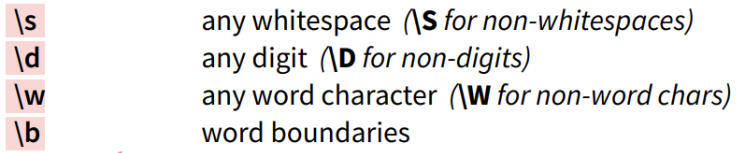 \s any whitespace (\S for non-whitespaces)
\d any digit (\D for non-digits)
\w any word character (\W for non-word chars)
\b word boundaries